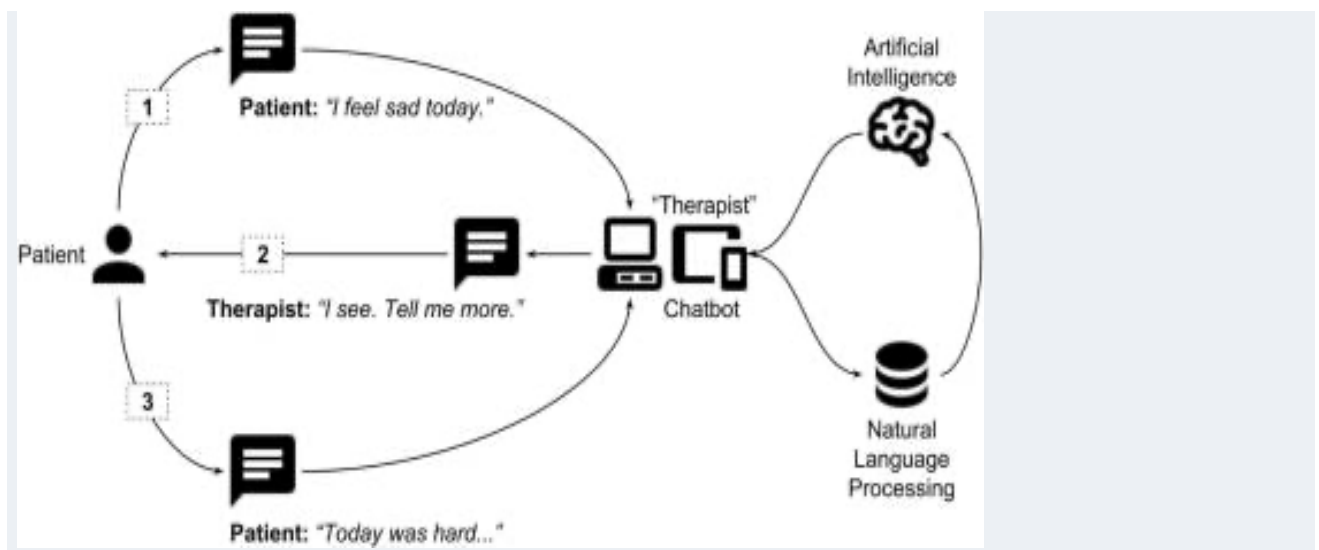 Artificial
Intelligence
1
Patient: "I feel sad today."
"Therapist"
Patient
2
Chatbot
Therapist: "I see. Tell me more."
3
Natural
Language
Processing
Patient: "Today was hard..."